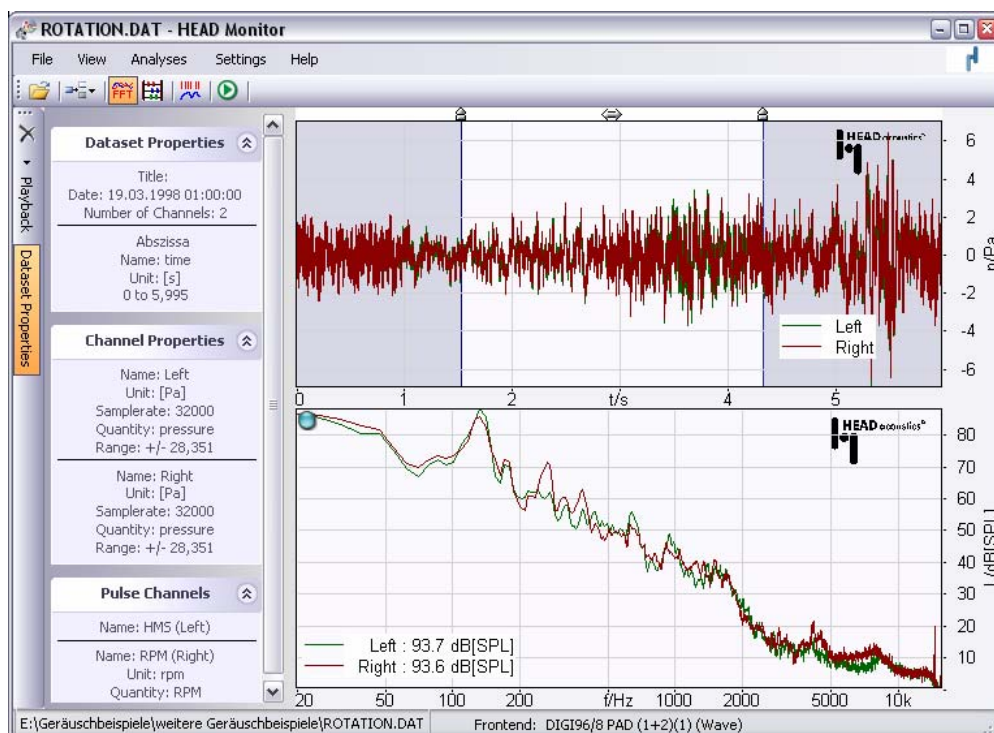 ROTATION.DAT - HEAD Monitor
File View Analyses Settings Help
FFT
Playback
Dataset Properties
Dataset Properties
Title:
Date: 19.03.1998 01:00:00
Number of Channels: 2
Abszissa
Name: time
Unit: [s]
0 to 5,995
Channel Properties
Name: Left
Unit: [Pa]
Samplerate: 32000
Quantity: pressure
Range: +/- 28,351
Name: Right
Unit: [Pa]
Samplerate: 32000
Quantity: pressure
Range: +/- 28,351
Pulse Channels
Name: HMS (Left)
Name: RPM (Right)
Unit: rpm
Quantity: RPM
HEAD acoustics®
6
4
2
0
-2
-4
-6
p/Pa
Left
Right
0 1 2 t/s 4 5
HEAD acoustics®
80
70
60
50
40
30
20
10
L/dB[SPL]
Left : 93.7 dB[SPL]
Right : 93.6 dB[SPL]
20 50 100 200 f/Hz 1000 2000 5000 10k
E:\Geräuschbeispiele\weitere Geräuschbeispiele\ROTATION.DAT Frontend: DIGI96/8 PAD (1+2)(1) (Wave)